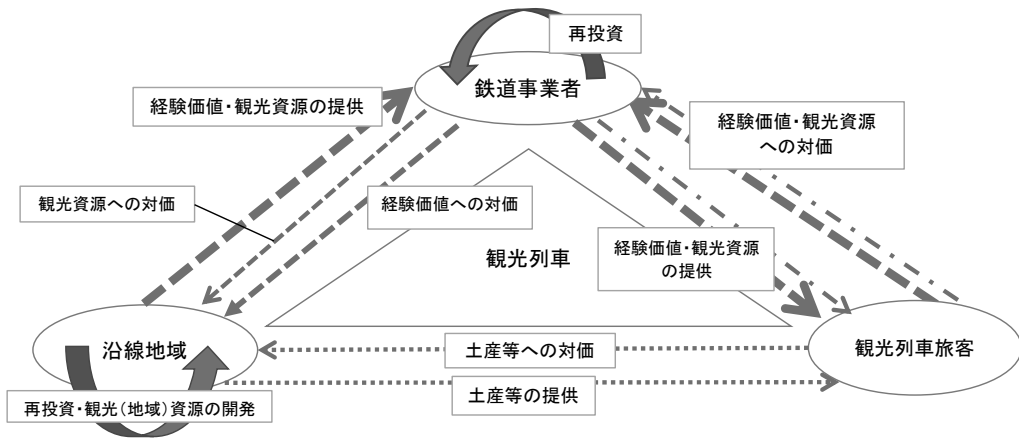 再投資
鉄道事業者
経験価値・観光資源の提供
経験価値・観光資源
への対価
観光資源への対価
経験価値への対価
観光列車
経験価値・観光資源
の提供
沿線地域
土産等への対価
観光列車旅客
土産等の提供
再投資・観光(地域)資源の開発